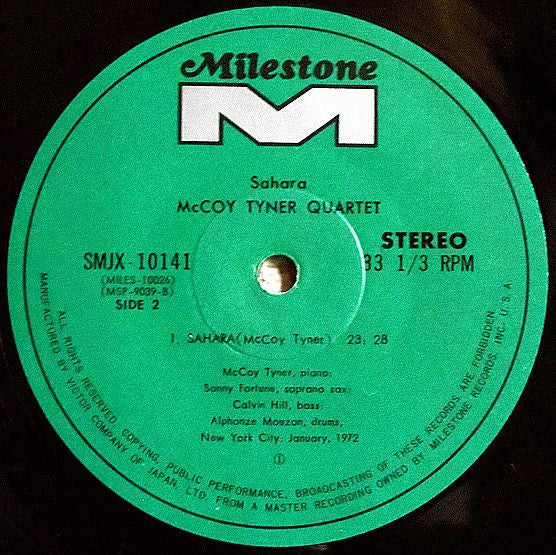 Milestone
M
Sahara
McCOY TYNER QUARTET
STEREO
SMJX-10141
33 1/3 RPM
(MILES-10026)
(MSP-9039-B)
SIDE 2
1. SAHARA (McCoy Tyner) 23:28
McCoy Tyner, piano;
Sonny Fortune, soprano sax;
Calvin Hill, bass;
Alphonze Mouzon, drums,
New York City; January, 1972
①
ALL RIGHTS RESERVED. COPYING, PUBLIC PERFORMANCE, BROADCASTING OF THESE RECORDS ARE FORBIDDEN
MANUFACTURED BY VICTOR COMPANY OF JAPAN, LTD. FROM A MASTER RECORDING OWNED BY MILESTONE RECORDS, INC. U.S.A.